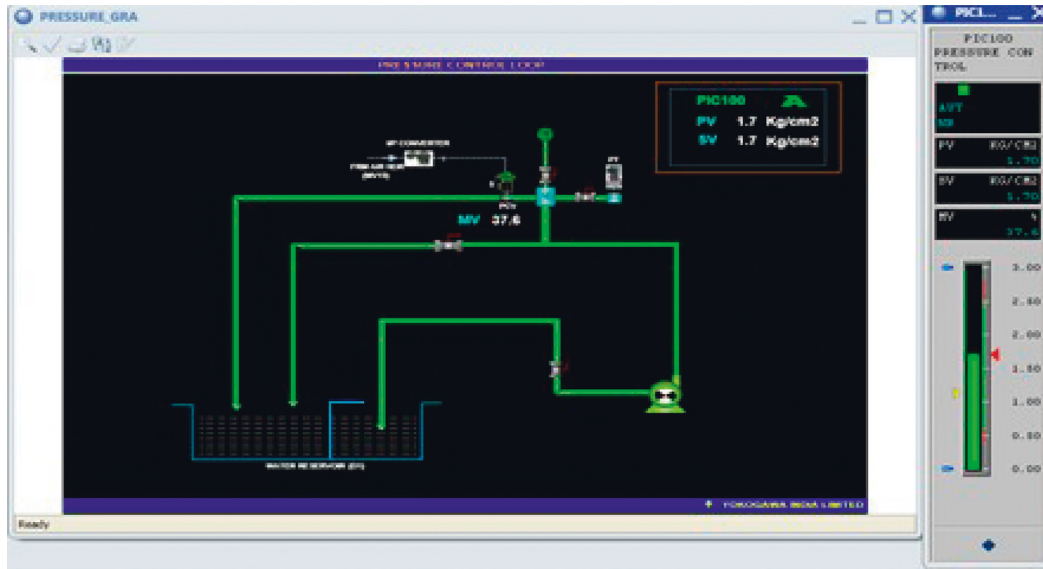 PRESSURE_GRA
PRESSURE CONTROL LOOP
PIC100 A
PV 1.7 Kg/cm2
SV 1.7 Kg/cm2
I/P CONVERTER
PT
PCV
MV 37.6
WATER RESERVOIR
YOKOGAWA INDIA LIMITED
Ready
PIC1...
PIC100
PRESSURE CON
TROL
AUT
NR
PV KG/CM2
1.70
SV KG/CM2
1.70
MV %
37.6
3.00
2.50
2.00
1.50
1.00
0.50
0.00